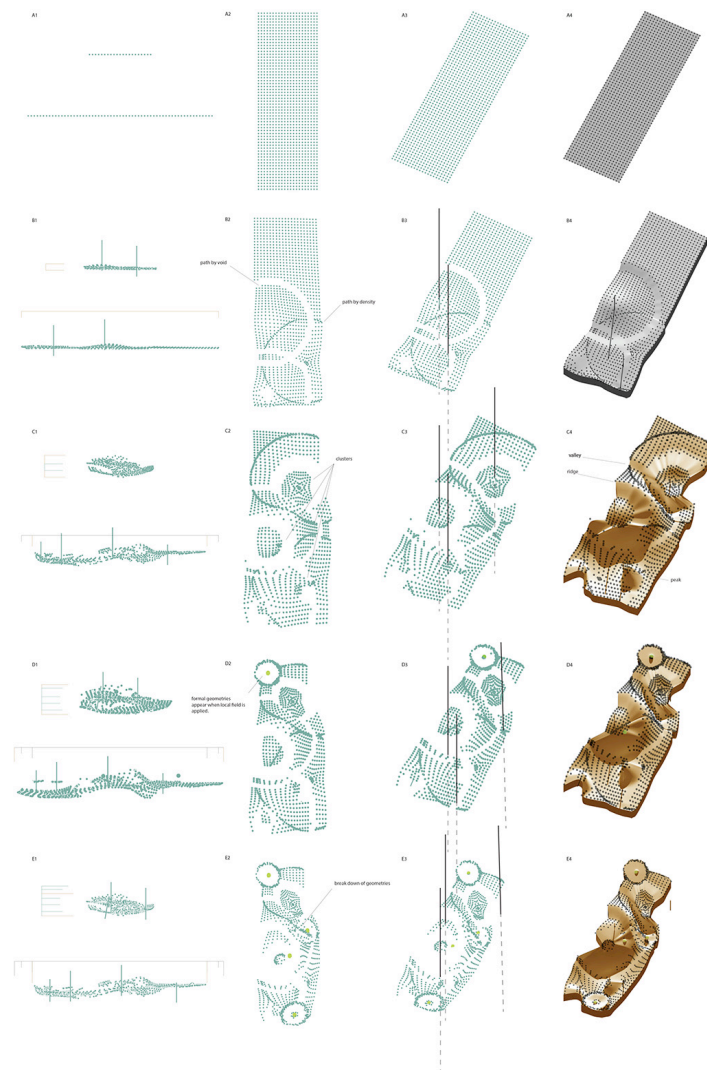 A1
A2
A3
A4
B1
B2
B3
B4
path by void
path by density
C1
C2
C3
C4
clusters
valley
ridge
peak
D1
D2
D3
D4
formal geometries
appear when local field is
applied.
E1
E2
E3
E4
break down of geometries